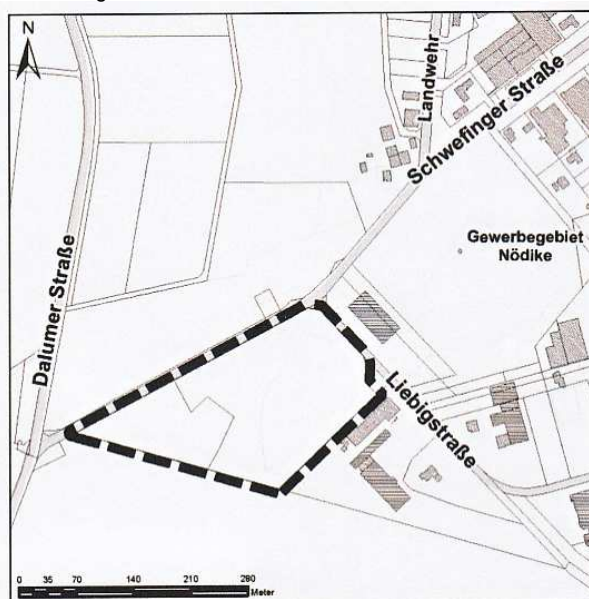 N
Landwehr
Schwefinger Straße
Gewerbegebiet
Nödike
Dalumer Straße
Liebigstraße
0 35 70 140 210 280
Meter